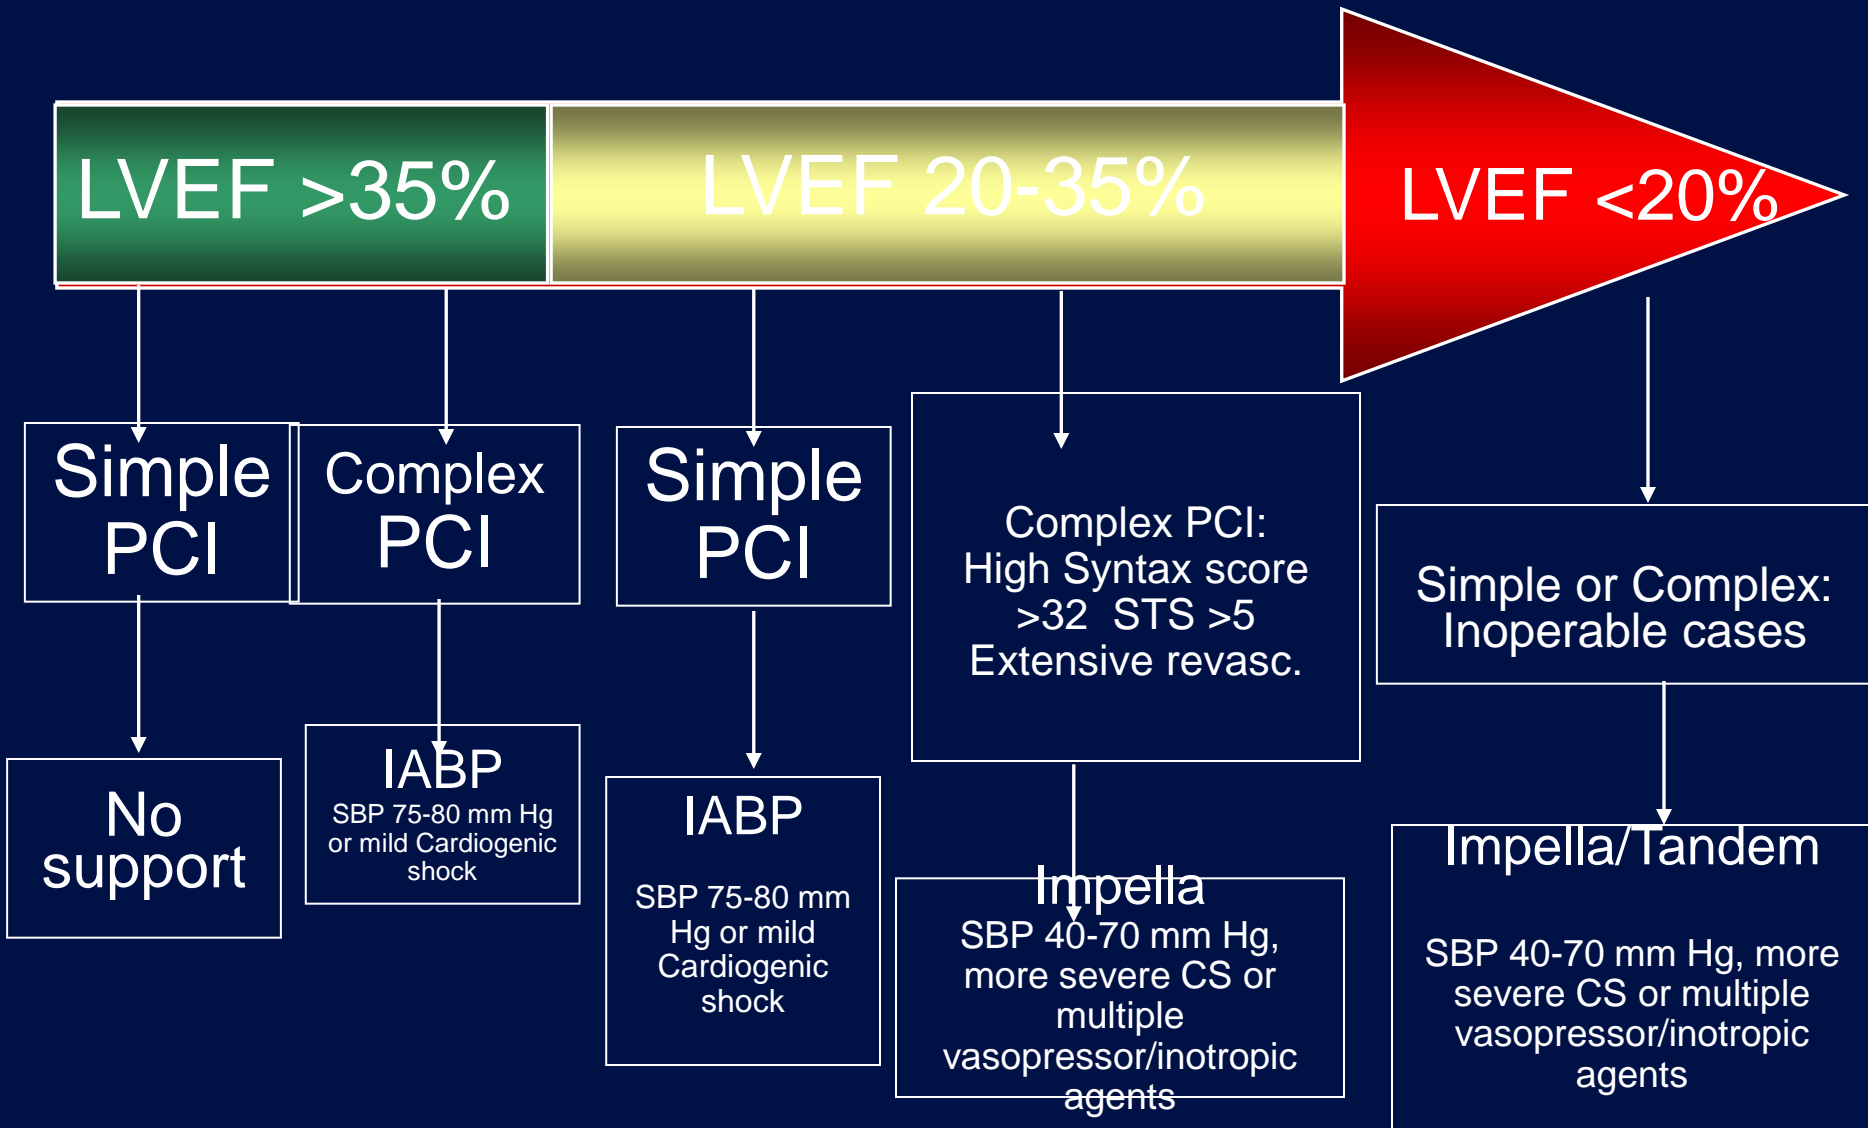 LVEF >35%
LVEF 20-35%
LVEF <20%
Simple
PCI
Complex
PCI
Simple
PCI
Complex PCI:
High Syntax score
>32 STS >5
Extensive revasc.
Simple or Complex:
Inoperable cases
No
support
IABP
SBP 75-80 mm Hg
or mild Cardiogenic
shock
IABP
SBP 75-80 mm
Hg or mild
Cardiogenic
shock
Impella
SBP 40-70 mm Hg,
more severe CS or
multiple
vasopressor/inotropic
agents
Impella/Tandem
SBP 40-70 mm Hg, more
severe CS or multiple
vasopressor/inotropic
agents